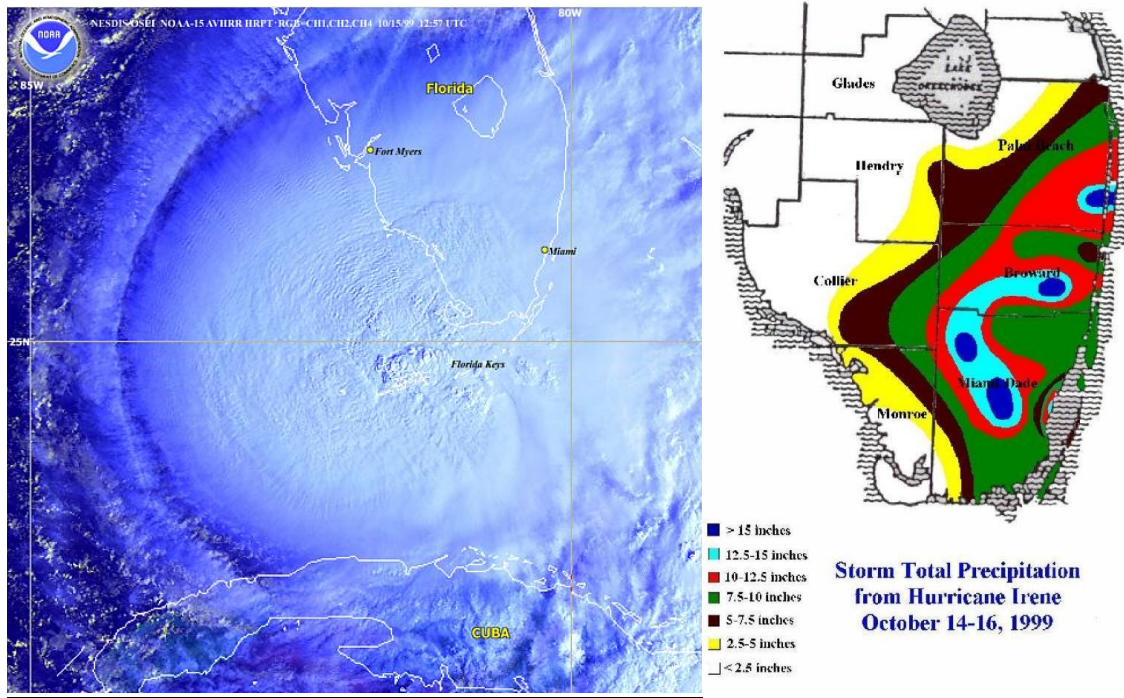 NESDIS/OSEI NOAA-15 AVHRR HRPT RGB=CH1,CH2,CH4 10/15/99 12:57 UTC
80W
NOAA
85W
Florida
Fort Myers
Miami
25N
Florida Keys
CUBA
LAKE
OKEECHOBEE
Glades
Palm Beach
Hendry
Broward
Collier
Miami Dade
Monroe
> 15 inches
12.5-15 inches
10-12.5 inches
7.5-10 inches
5-7.5 inches
2.5-5 inches
< 2.5 inches
Storm Total Precipitation
from Hurricane Irene
October 14-16, 1999